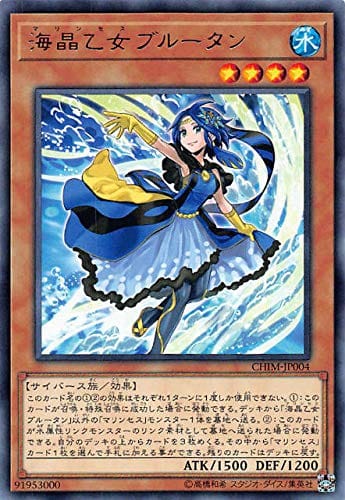 マリンセス
海晶乙女ブルータン
水
CHIM-JP004
【サイバース族/効果】
このカード名の①②の効果はそれぞれ1ターンに1度しか使用できない。①:こ
のカードが召喚・特殊召喚に成功した場合に発動できる。デッキから「海晶乙
女ブルータン」以外の「マリンセス」モンスター1体を墓地へ送る。②:このカード
が水属性リンクモンスターのリンク素材として墓地へ送られた場合に発動
できる。自分のデッキの上からカードを3枚めくる。その中から「マリンセス」カ
ード1枚を選んで手札に加える事ができる。残りのカードはデッキに戻す。
ATK/1500 DEF/1200
91953000
©高橋和希 スタジオ・ダイス/集英社